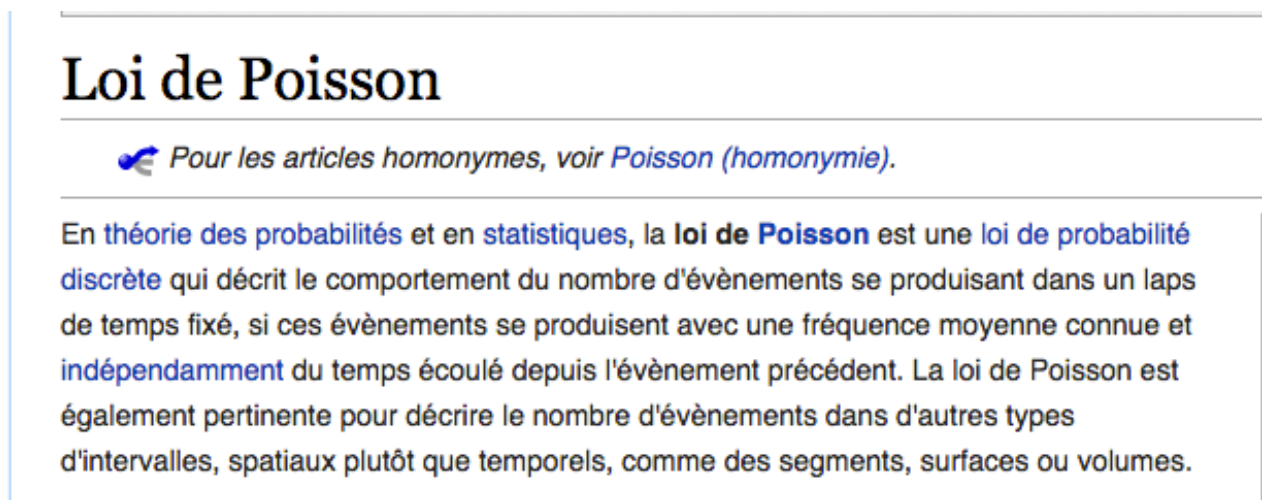 Loi de Poisson
Pour les articles homonymes, voir Poisson (homonymie).
En théorie des probabilités et en statistiques, la loi de Poisson est une loi de probabilité
discrète qui décrit le comportement du nombre d'évènements se produisant dans un laps
de temps fixé, si ces évènements se produisent avec une fréquence moyenne connue et
indépendamment du temps écoulé depuis l'évènement précédent. La loi de Poisson est
également pertinente pour décrire le nombre d'évènements dans d'autres types
d'intervalles, spatiaux plutôt que temporels, comme des segments, surfaces ou volumes.